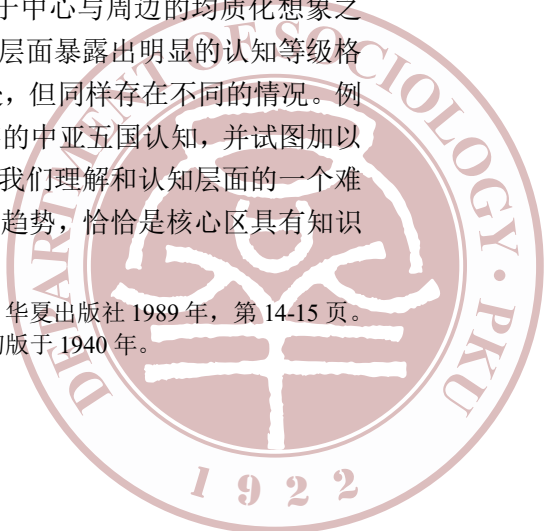 于中心与周边的均质化想象之
层面暴露出明显的认知等级格
，但同样存在不同的情况。例
的中亚五国认知，并试图加以
我们理解和认知层面的一个难
趋势，恰恰是核心区具有知识
华夏出版社 1989 年，第 14-15 页。
版于 1940 年。
DEPARTMENT OF SOCIOLOGY · PKU
1922